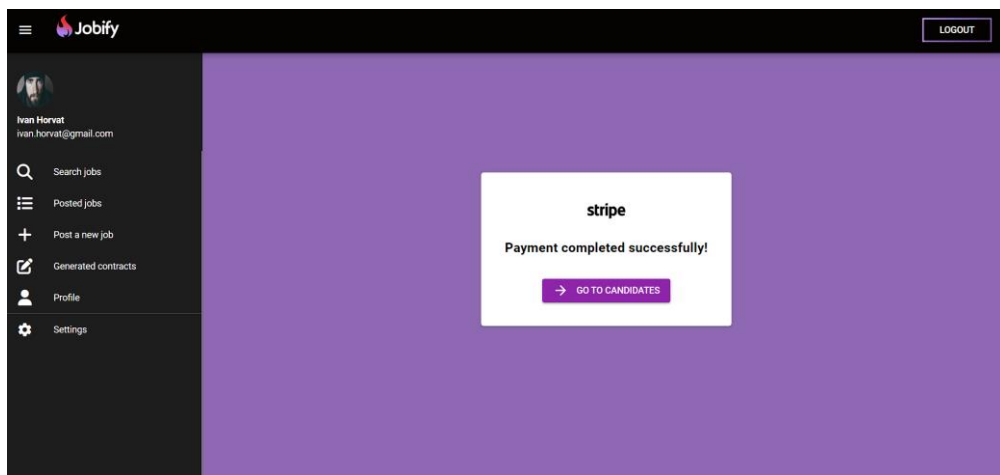 Jobify
LOGOUT
Ivan Horvat
ivan.horvat@gmail.com
Search jobs
Posted jobs
Post a new job
Generated contracts
Profile
Settings
stripe
Payment completed successfully!
GO TO CANDIDATES